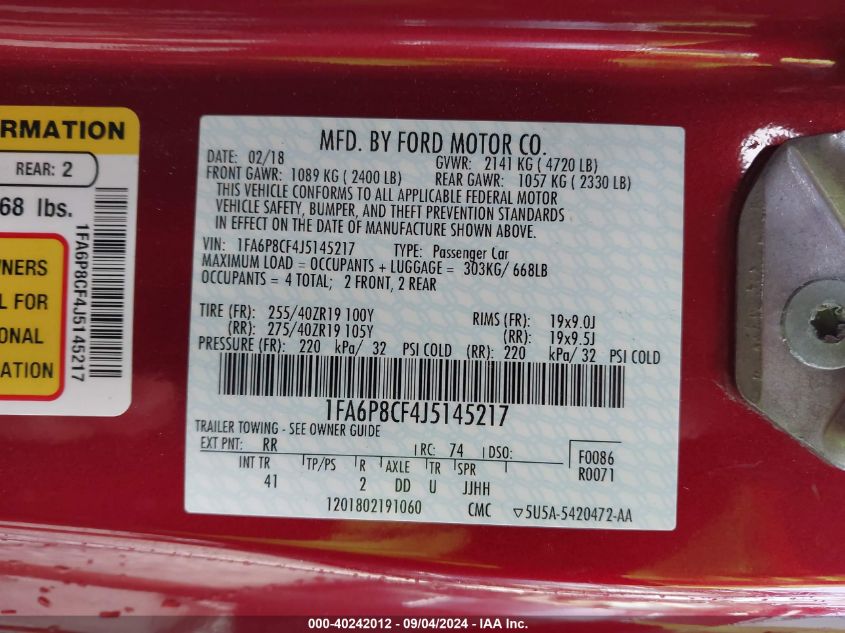 RMATION
REAR: 2
68 lbs.
WNERS
L FOR
ONAL
ATION
1FA6P8CF4J5145217
MFD. BY FORD MOTOR CO.
DATE: 02/18 GVWR: 2141 KG ( 4720 LB)
FRONT GAWR: 1089 KG ( 2400 LB) REAR GAWR: 1057 KG ( 2330 LB)
THIS VEHICLE CONFORMS TO ALL APPLICABLE FEDERAL MOTOR
VEHICLE SAFETY, BUMPER, AND THEFT PREVENTION STANDARDS
IN EFFECT ON THE DATE OF MANUFACTURE SHOWN ABOVE.
VIN: 1FA6P8CF4J5145217 TYPE: Passenger Car
MAXIMUM LOAD = OCCUPANTS + LUGGAGE = 303KG/ 668LB
OCCUPANTS = 4 TOTAL; 2 FRONT, 2 REAR
TIRE (FR): 255/40ZR19 100Y RIMS (FR): 19x9.0J
(RR): 275/40ZR19 105Y (RR): 19x9.5J
PRESSURE (FR): 220 kPa/ 32 PSI COLD (RR): 220 kPa/ 32 PSI COLD
1FA6P8CF4J5145217
TRAILER TOWING - SEE OWNER GUIDE
EXT PNT: RR RC: 74 DSO: F0086
R0071
INT TR TP/PS R AXLE TR SPR
41 2 DD U JJHH
1201802191060 CMC ▽5U5A-5420472-AA
000-40242012 - 09/04/2024 - IAA Inc.